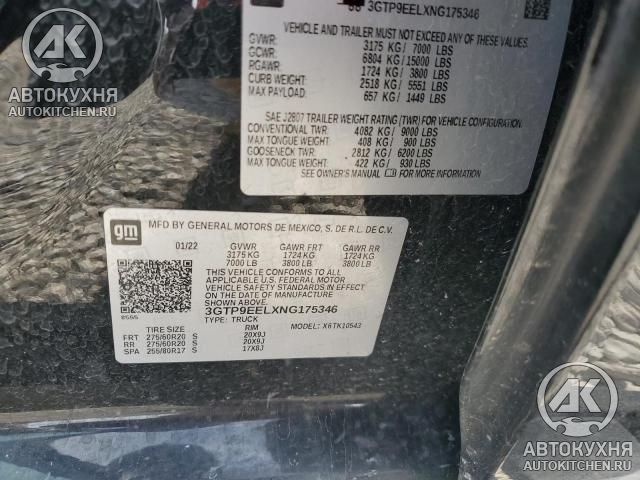 АК
АВТОКУХНЯ
AUTOKITCHEN.RU
3GTP9EELXNG175346
VEHICLE AND TRAILER MUST NOT EXCEED ANY OF THESE VALUES.
GVWR: 3175 KG / 7000 LBS
GCWR: 6804 KG / 15000 LBS
RGAWR: 1724 KG / 3800 LBS
CURB WEIGHT: 2518 KG / 5551 LBS
MAX PAYLOAD: 657 KG / 1449 LBS
SAE J2807 TRAILER WEIGHT RATING (TWR) FOR VEHICLE CONFIGURATION.
CONVENTIONAL TWR: 4082 KG / 9000 LBS
MAX TONGUE WEIGHT: 408 KG / 900 LBS
GOOSENECK TWR: 2812 KG / 6200 LBS
MAX TONGUE WEIGHT: 422 KG / 930 LBS
SEE OWNER'S MANUAL FOR MORE INFORMATION
gm
MFD BY GENERAL MOTORS DE MEXICO, S. DE R.L. DE C.V.
01/22 GVWR GAWR FRT GAWR RR
3175 KG 1724 KG 1724 KG
7000 LB 3800 LB 3800 LB
THIS VEHICLE CONFORMS TO ALL
APPLICABLE U.S. FEDERAL MOTOR
VEHICLE SAFETY STANDARDS IN EFFECT
ON THE DATE OF MANUFACTURE
SHOWN ABOVE.
3GTP9EELXNG175346
TYPE: TRUCK MODEL: X6TK10543
TIRE SIZE RIM
FRT 275/60R20 S 20X9J
RR 275/60R20 S 20X9J
SPA 255/80R17 S 17X8J
АК
АВТОКУХНЯ
AUTOKITCHEN.RU